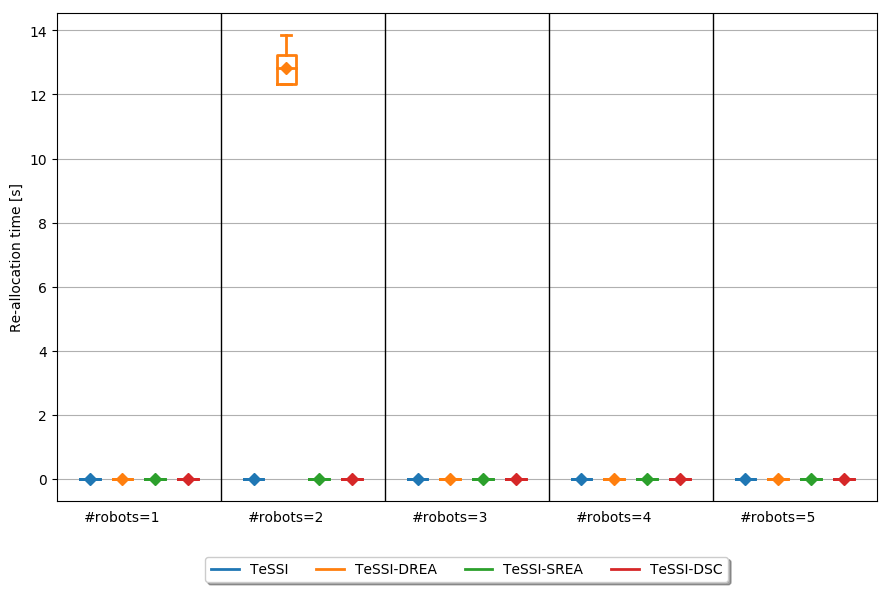 14
12
10
8
6
4
2
0
Re-allocation time [s]
#robots=1 #robots=2 #robots=3 #robots=4 #robots=5
TeSSI TeSSI-DREA TeSSI-SREA TeSSI-DSC